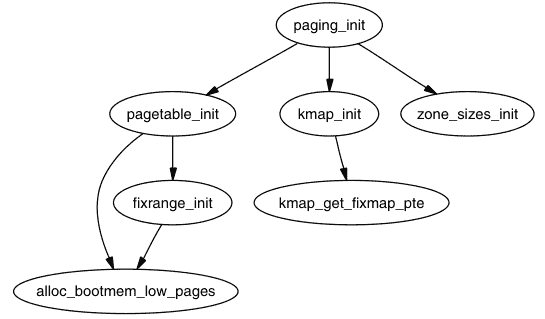 paging_init
pagetable_init
kmap_init
zone_sizes_init
fixrange_init
kmap_get_fixmap_pte
alloc_bootmem_low_pages